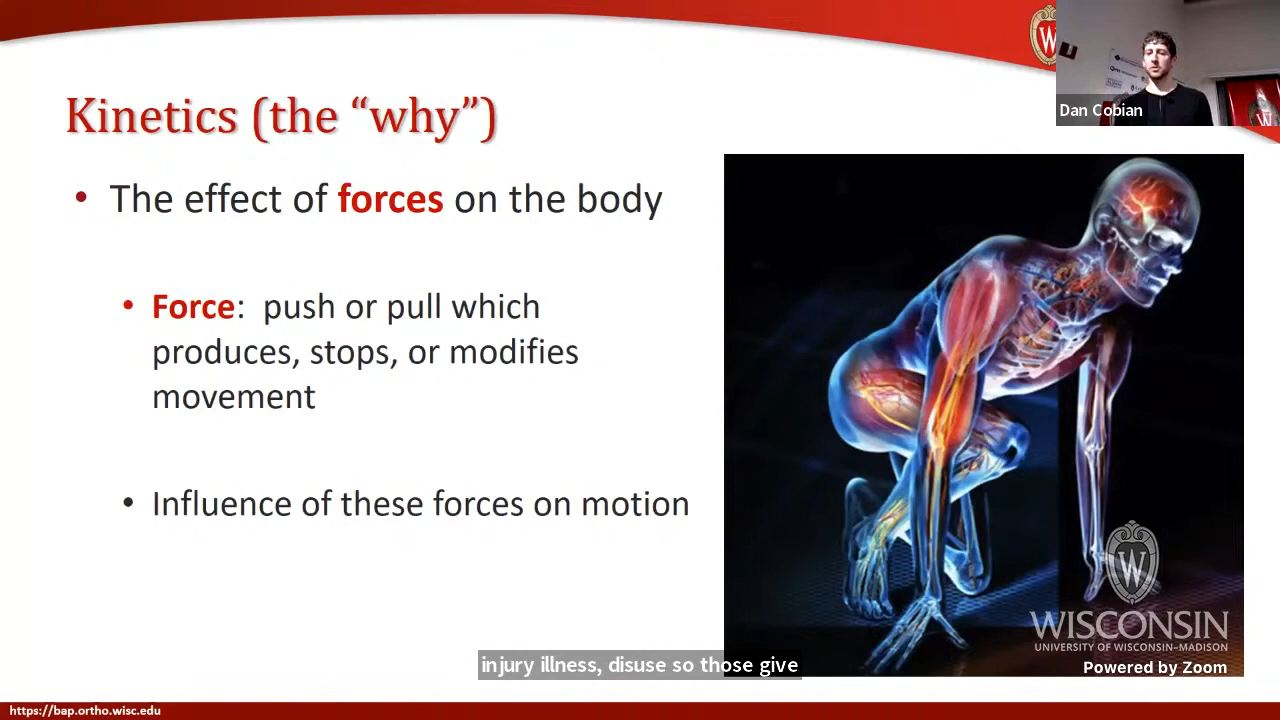 Kinetics (the “why”)
Dan Cobian
• The effect of forces on the body
• Force:  push or pull which
produces, stops, or modifies
movement
• Influence of these forces on motion
W
WISCONSIN
UNIVERSITY OF WISCONSIN–MADISON
Powered by Zoom
injury illness, disuse so those give
https://bap.ortho.wisc.edu